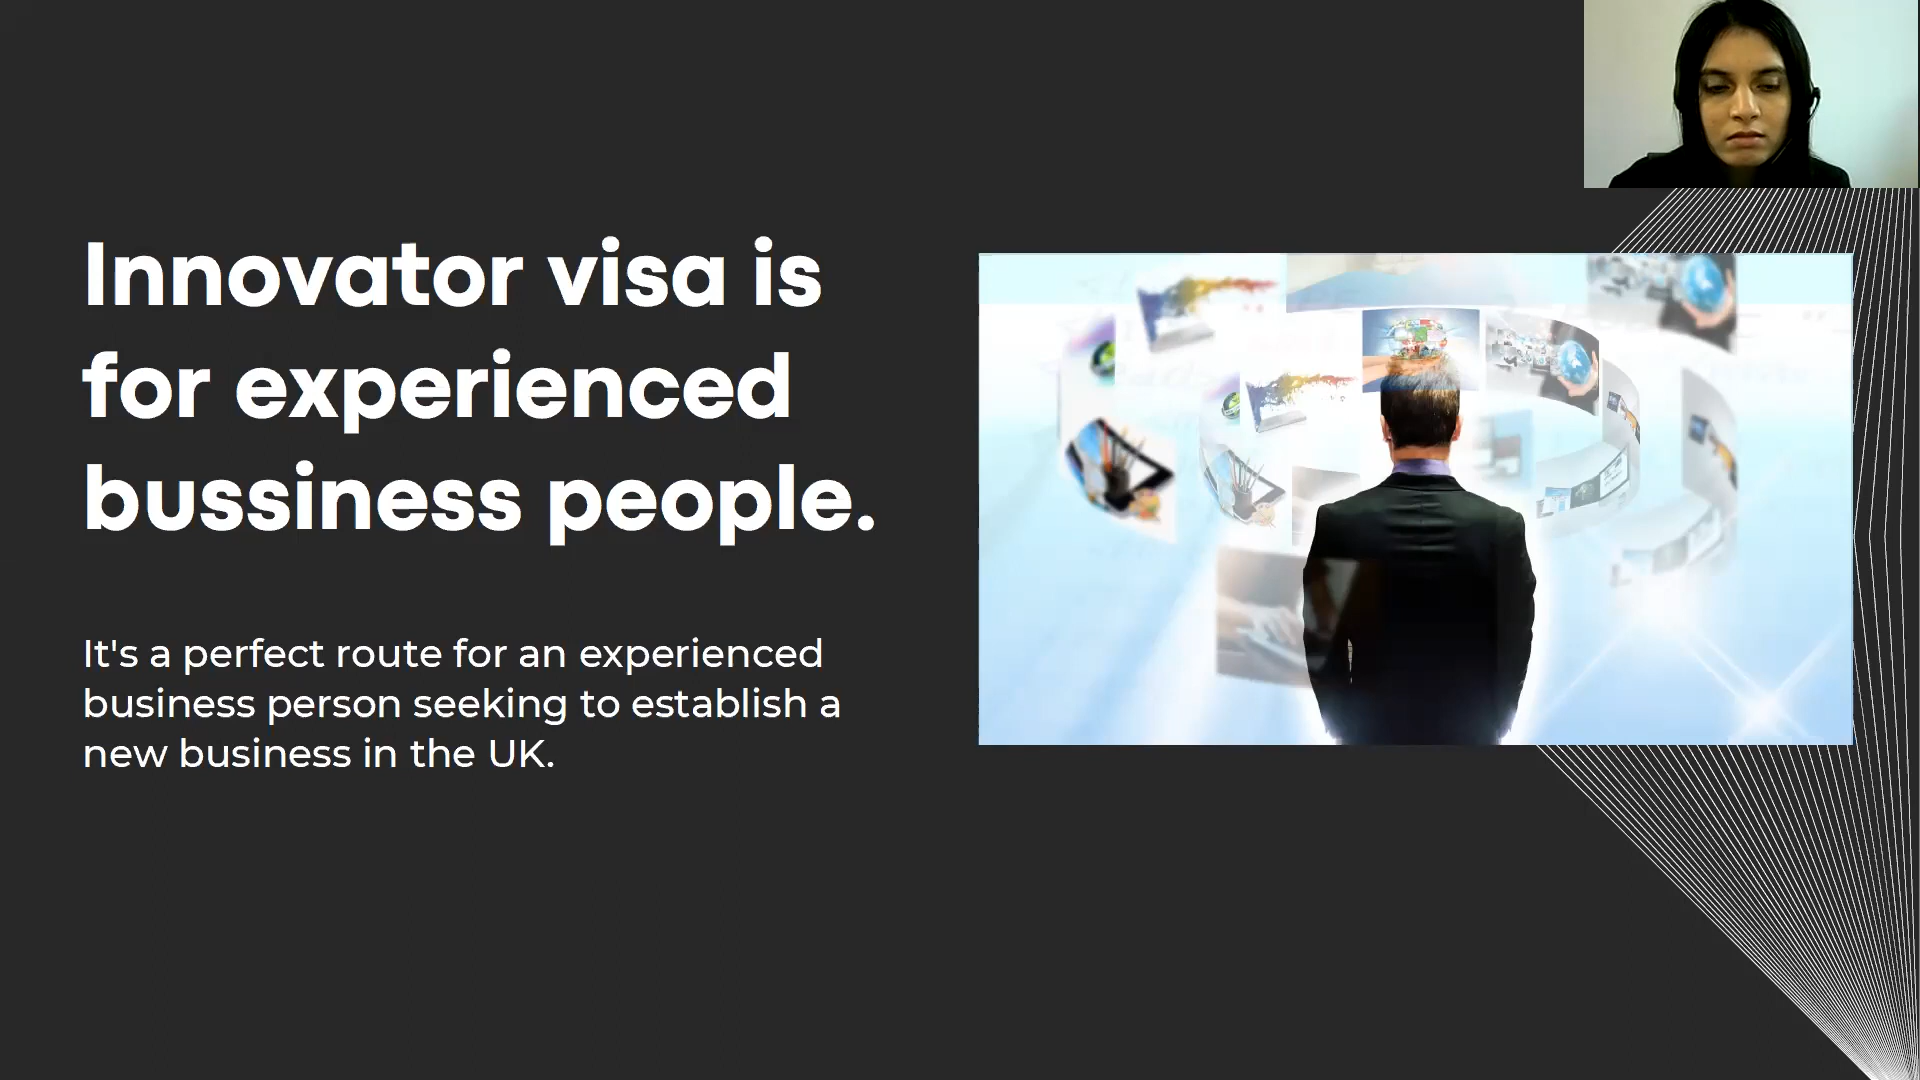 Innovator visa is
for experienced
bussiness people.
It's a perfect route for an experienced
business person seeking to establish a
new business in the UK.